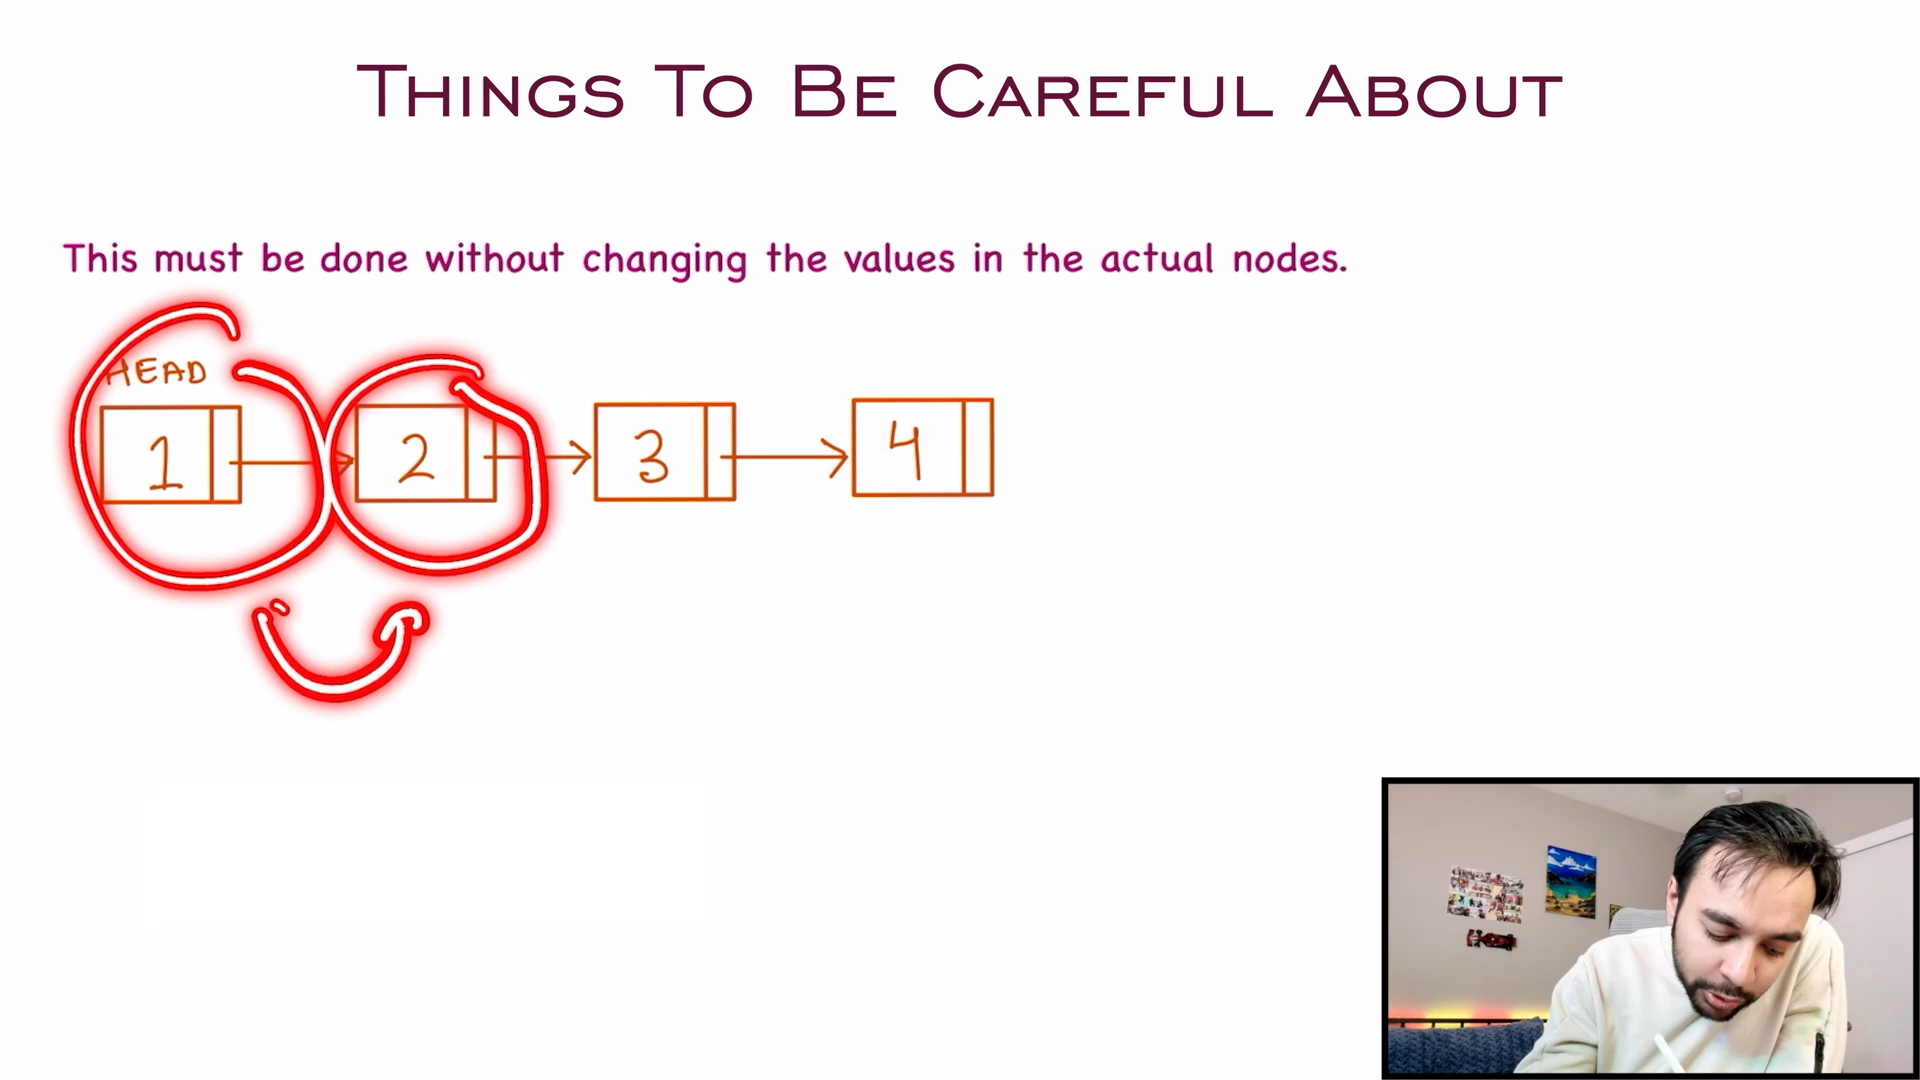 THINGS TO BE CAREFUL ABOUT
This must be done without changing the values in the actual nodes.
HEAD
1 2 3 4